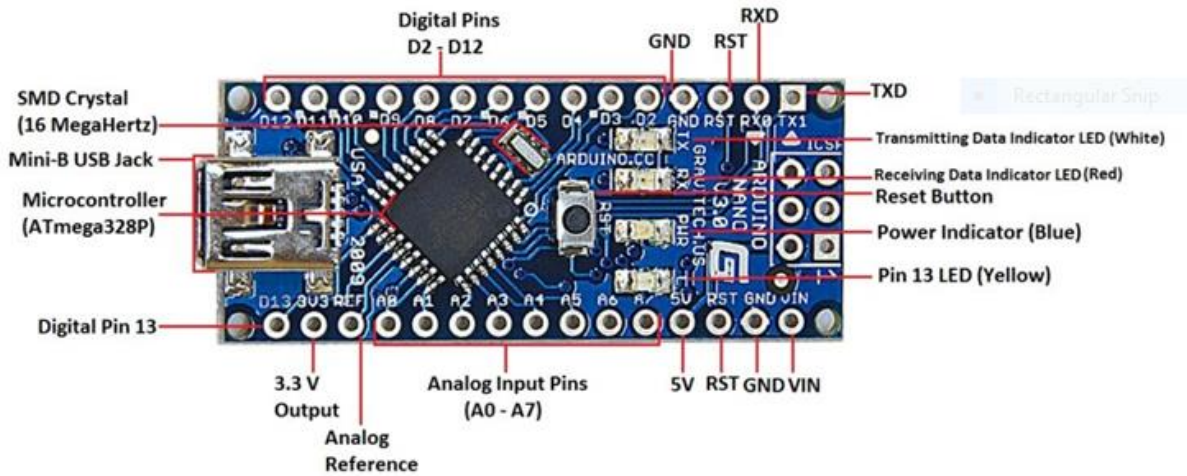 Digital Pins
D2 - D12
GND
RST
RXD
TXD
Rectangular Snip
SMD Crystal
(16 MegaHertz)
Mini-B USB Jack
Microcontroller
(ATmega328P)
Digital Pin 13
D12 D11 D10 D9 D8 D7 D6 D5 D4 D3 D2 GND RST RX0 TX1
ICSP
ARDUINO.CC
TX
RX
PWR
L
RST
USA
2009
GRAVITECH.US
ARDUINO
NANO
V3.0
G
1
D13 3V3 REF A0 A1 A2 A3 A4 A5 A6 A7 5V RST GND VIN
Transmitting Data Indicator LED (White)
Receiving Data Indicator LED (Red)
Reset Button
Power Indicator (Blue)
Pin 13 LED (Yellow)
3.3 V
Output
Analog
Reference
Analog Input Pins
(A0 - A7)
5V
RST
GND
VIN